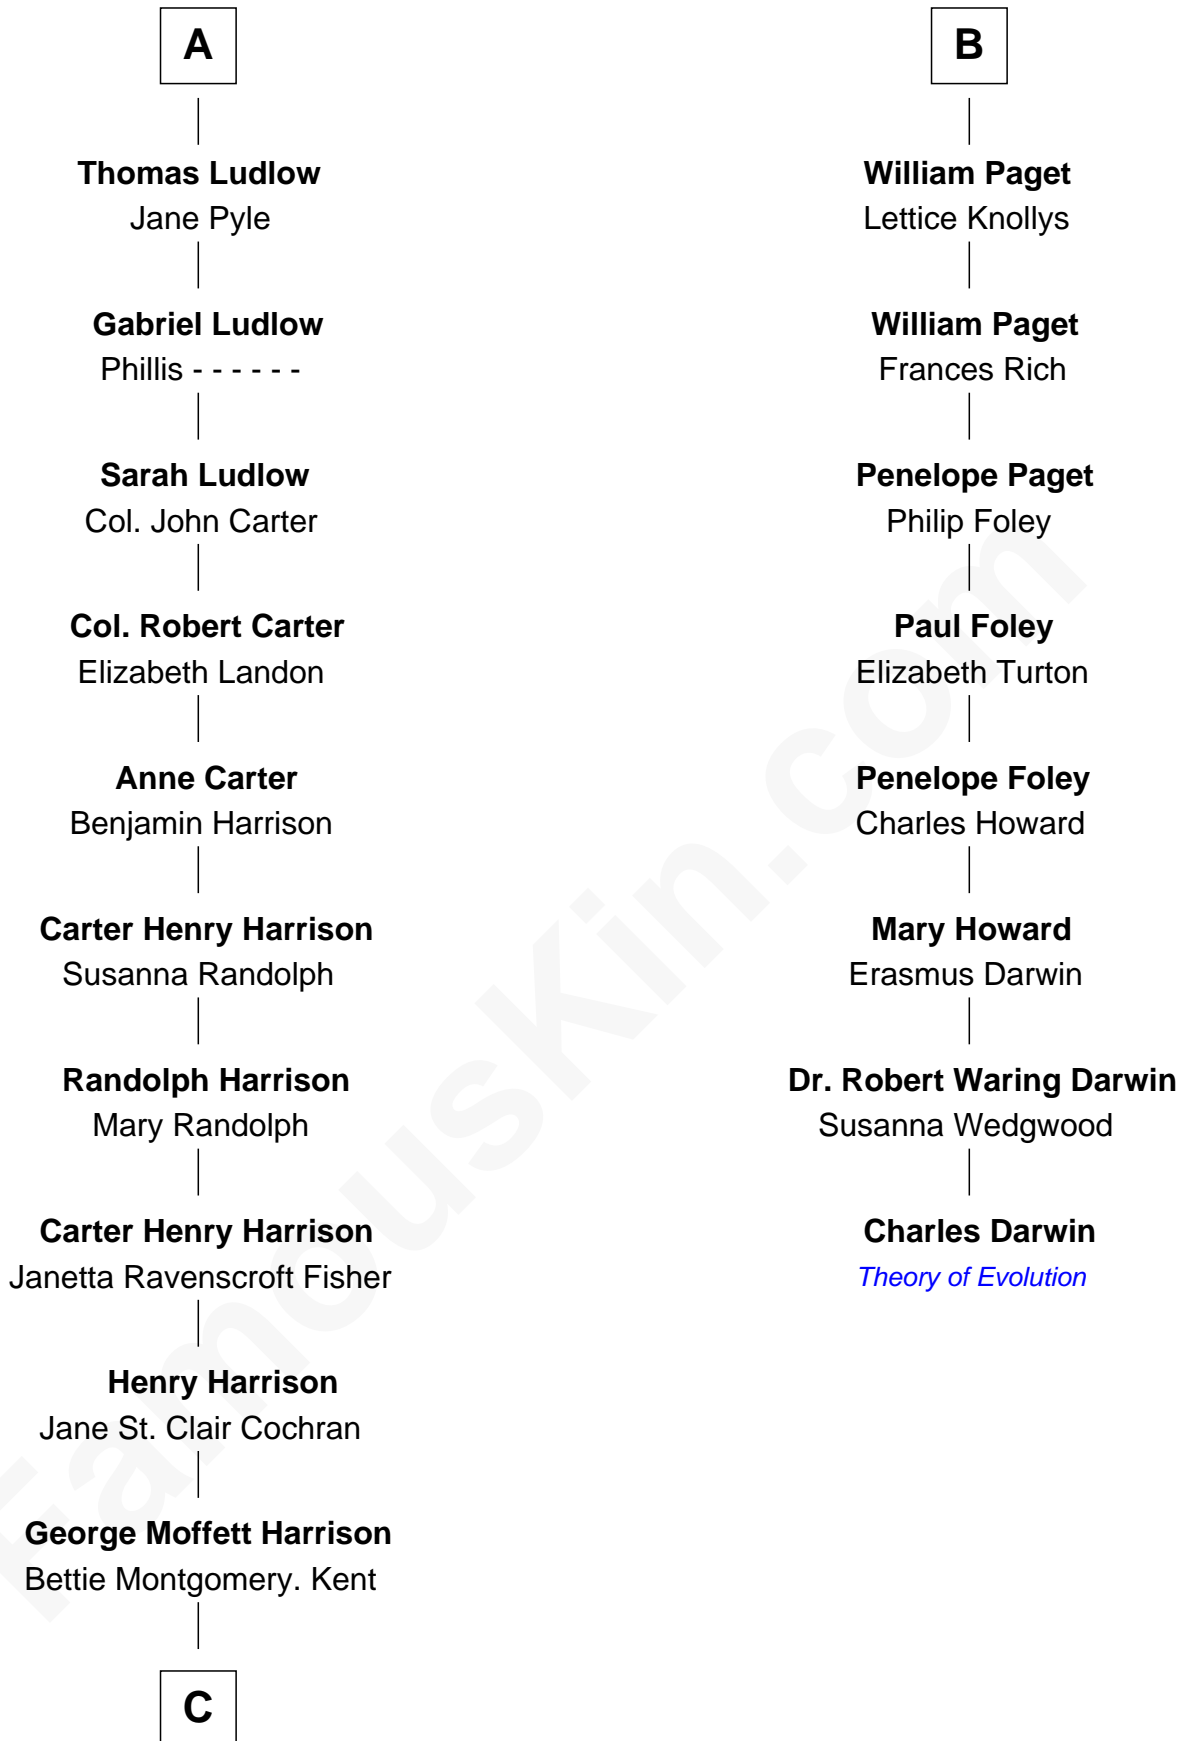 A
Thomas Ludlow
Jane Pyle
Gabriel Ludlow
Phillis - - - - - -
Sarah Ludlow
Col. John Carter
Col. Robert Carter
Elizabeth Landon
Anne Carter
Benjamin Harrison
Carter Henry Harrison
Susanna Randolph
Randolph Harrison
Mary Randolph
Carter Henry Harrison
Janetta Ravenscroft Fisher
Henry Harrison
Jane St. Clair Cochran
George Moffett Harrison
Bettie Montgomery. Kent
C
B
William Paget
Lettice Knollys
William Paget
Frances Rich
Penelope Paget
Philip Foley
Paul Foley
Elizabeth Turton
Penelope Foley
Charles Howard
Mary Howard
Erasmus Darwin
Dr. Robert Waring Darwin
Susanna Wedgwood
Charles Darwin
Theory of Evolution
FamousKin.com